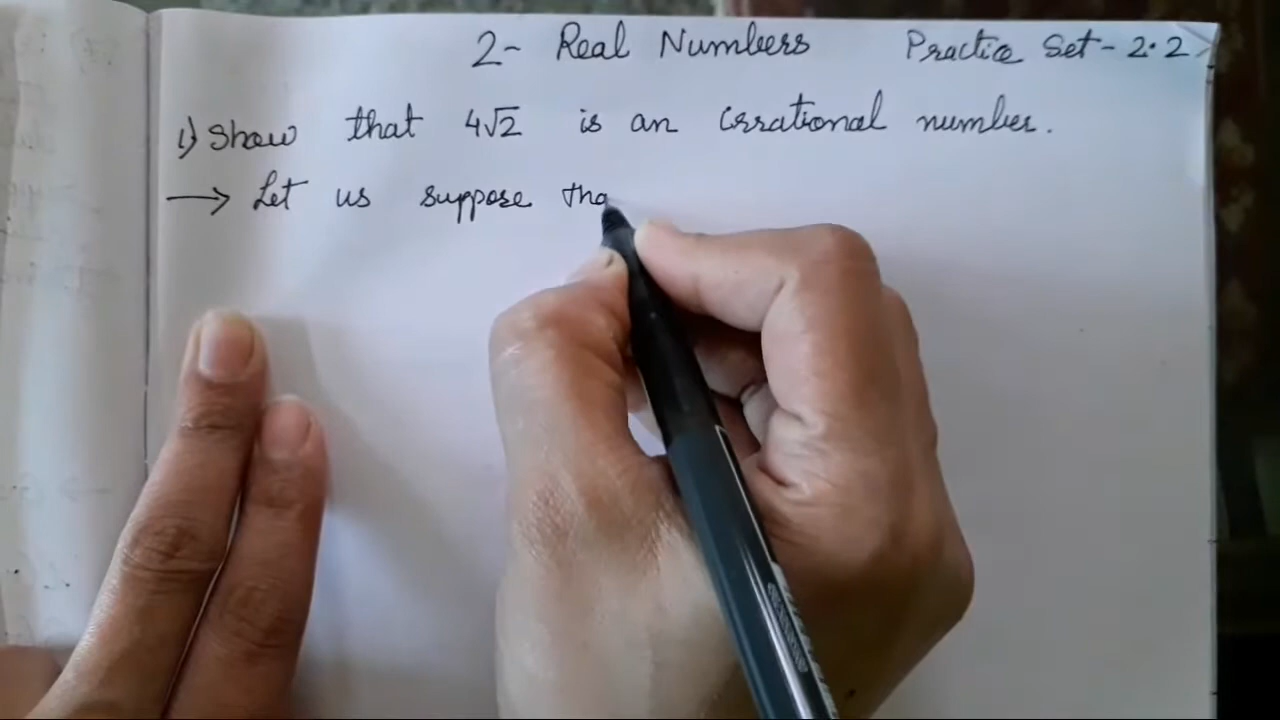 2- Real Numbers Practice Set - 2.2
1) Show that 4√2 is an irrational number.
→ Let us suppose tha